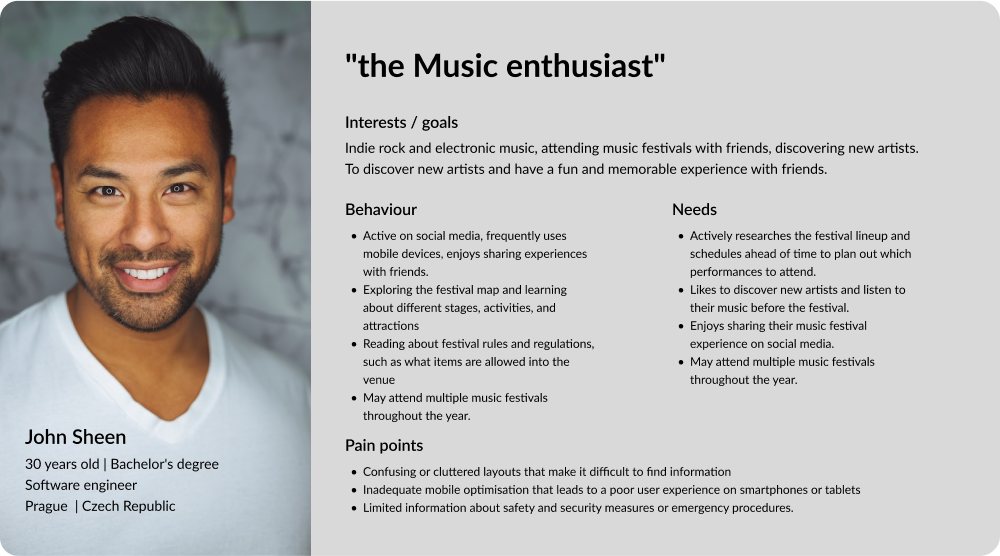 "the Music enthusiast"
Interests / goals
Indie rock and electronic music, attending music festivals with friends, discovering new artists.
To discover new artists and have a fun and memorable experience with friends.
Behaviour
• Active on social media, frequently uses
mobile devices, enjoys sharing experiences
with friends.
• Exploring the festival map and learning
about different stages, activities, and
attractions
• Reading about festival rules and regulations,
such as what items are allowed into the
venue
• May attend multiple music festivals
throughout the year.
Needs
• Actively researches the festival lineup and
schedules ahead of time to plan out which
performances to attend.
• Likes to discover new artists and listen to
their music before the festival.
• Enjoys sharing their music festival
experience on social media.
• May attend multiple music festivals
throughout the year.
Pain points
• Confusing or cluttered layouts that make it difficult to find information
• Inadequate mobile optimisation that leads to a poor user experience on smartphones or tablets
• Limited information about safety and security measures or emergency procedures.
John Sheen
30 years old | Bachelor's degree
Software engineer
Prague | Czech Republic